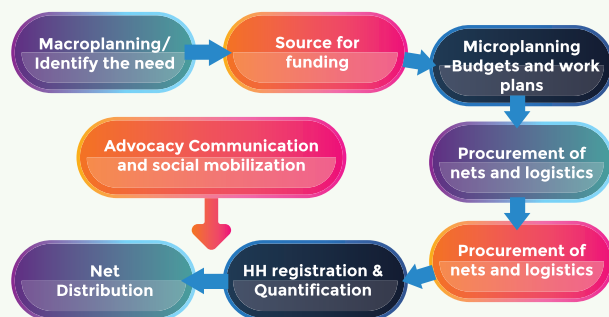 Macroplanning/
Identify the need
Source for
funding
Microplanning
-Budgets and work
plans
Advocacy Communication
and social mobilization
Procurement of
nets and logistics
Procurement of
nets and logistics
HH registration &
Quantification
Net
Distribution